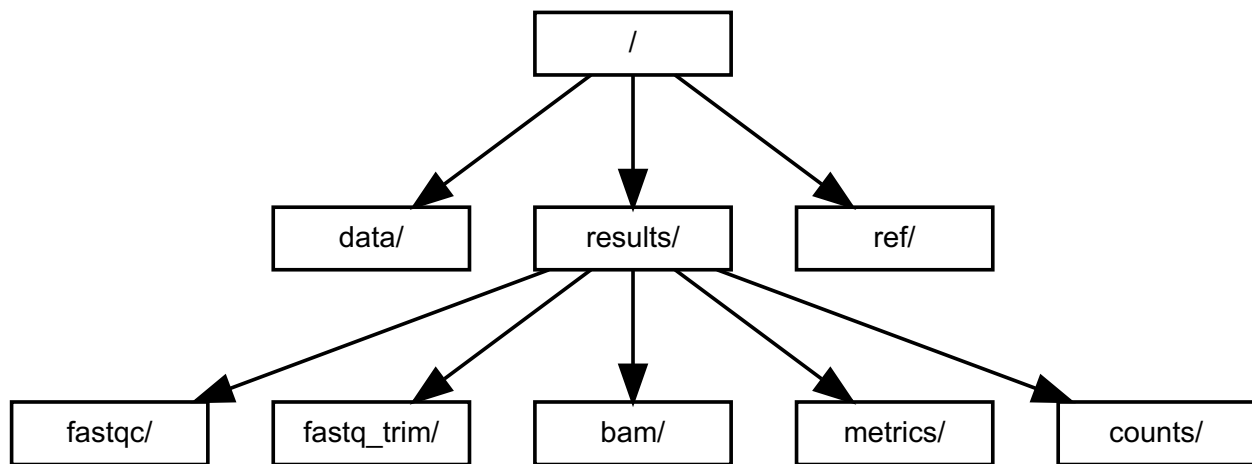 /
data/
results/
ref/
fastqc/
fastq_trim/
bam/
metrics/
counts/